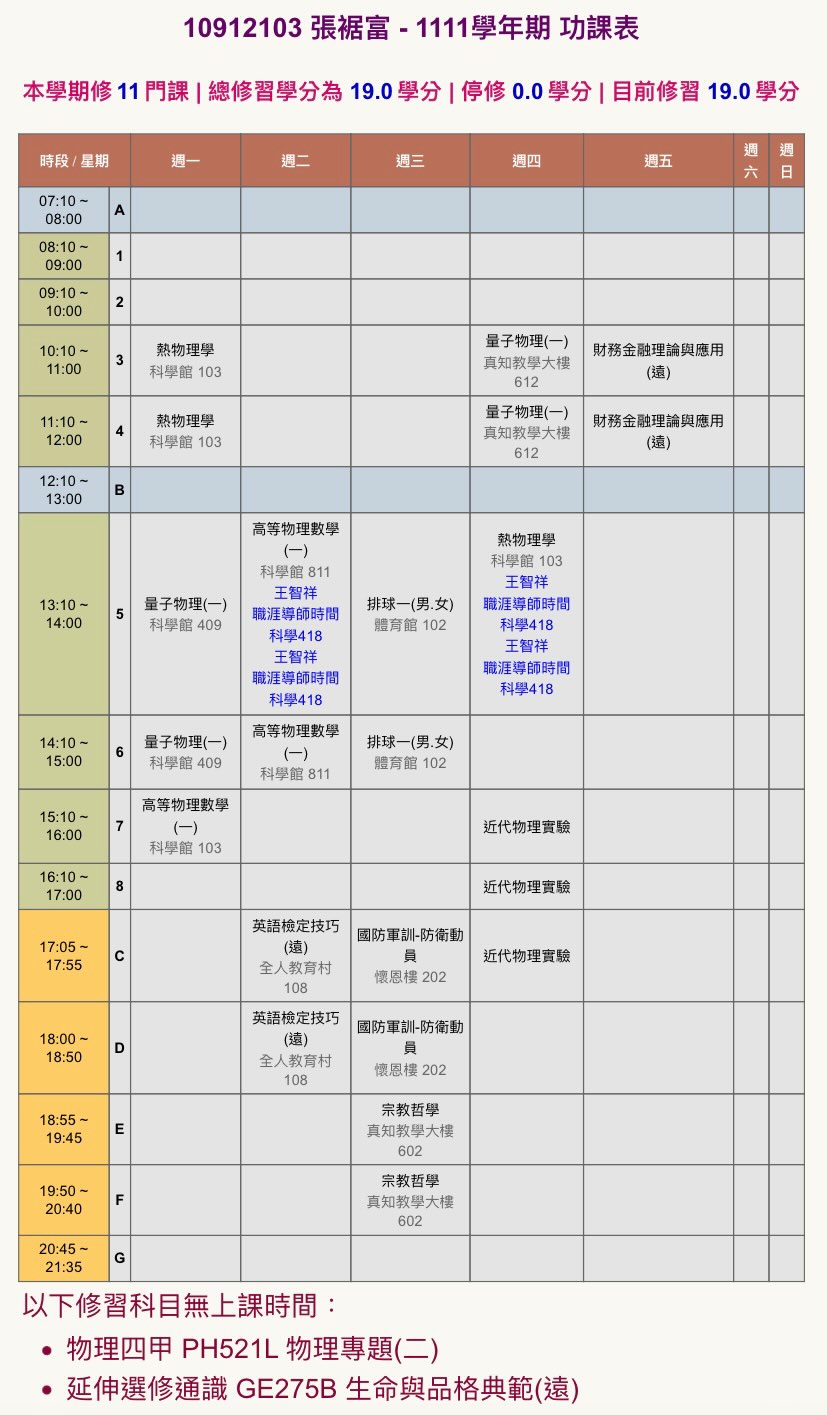 10912103 張裾富 - 1111學年期 功課表
本學期修 11 門課 | 總修習學分為 19.0 學分 | 停修 0.0 學分 | 目前修習 19.0 學分
時段 / 星期 週一 週二 週三 週四 週五 週六 週日
07:10 ~ 08:00 A
08:10 ~ 09:00 1
09:10 ~ 10:00 2
10:10 ~ 11:00 3
熱物理學
科學館 103
量子物理(一)
真知教學大樓
612
財務金融理論與應用
(遠)
11:10 ~ 12:00 4
熱物理學
科學館 103
量子物理(一)
真知教學大樓
612
財務金融理論與應用
(遠)
12:10 ~ 13:00 B
13:10 ~ 14:00 5
量子物理(一)
科學館 409
高等物理數學
(一)
科學館 811
王智祥
職涯導師時間
科學418
王智祥
職涯導師時間
科學418
排球一(男.女)
體育館 102
熱物理學
科學館 103
王智祥
職涯導師時間
科學418
王智祥
職涯導師時間
科學418
14:10 ~ 15:00 6
量子物理(一)
科學館 409
高等物理數學
(一)
科學館 811
排球一(男.女)
體育館 102
15:10 ~ 16:00 7
高等物理數學
(一)
科學館 103
近代物理實驗
16:10 ~ 17:00 8
近代物理實驗
17:05 ~ 17:55 C
英語檢定技巧
(遠)
全人教育村
108
國防軍訓-防衛動
員
懷恩樓 202
近代物理實驗
18:00 ~ 18:50 D
英語檢定技巧
(遠)
全人教育村
108
國防軍訓-防衛動
員
懷恩樓 202
18:55 ~ 19:45 E
宗教哲學
真知教學大樓
602
19:50 ~ 20:40 F
宗教哲學
真知教學大樓
602
20:45 ~ 21:35 G
以下修習科目無上課時間：
• 物理四甲 PH521L 物理專題(二)
• 延伸選修通識 GE275B 生命與品格典範(遠)